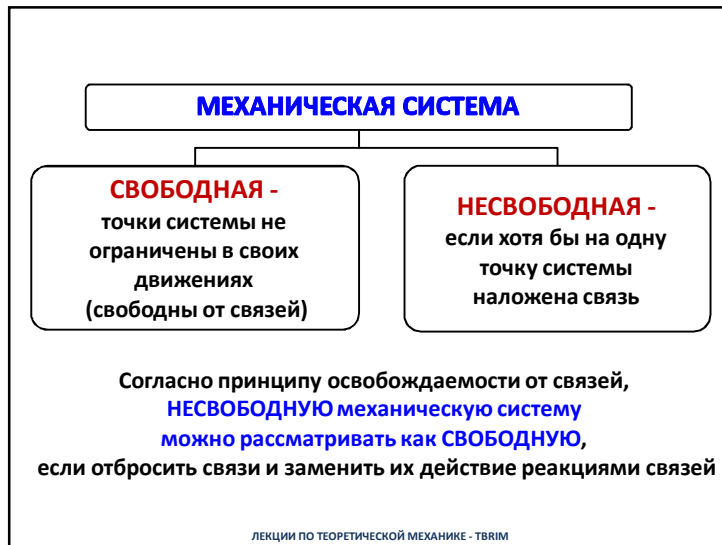 МЕХАНИЧЕСКАЯ СИСТЕМА
СВОБОДНАЯ -
точки системы не
ограничены в своих
движениях
(свободны от связей)
НЕСВОБОДНАЯ -
если хотя бы на одну
точку системы
наложена связь
Согласно принципу освобождаемости от связей,
НЕСВОБОДНУЮ механическую систему
можно рассматривать как СВОБОДНУЮ,
если отбросить связи и заменить их действие реакциями связей
ЛЕКЦИИ ПО ТЕОРЕТИЧЕСКОЙ МЕХАНИКЕ - TBRIM